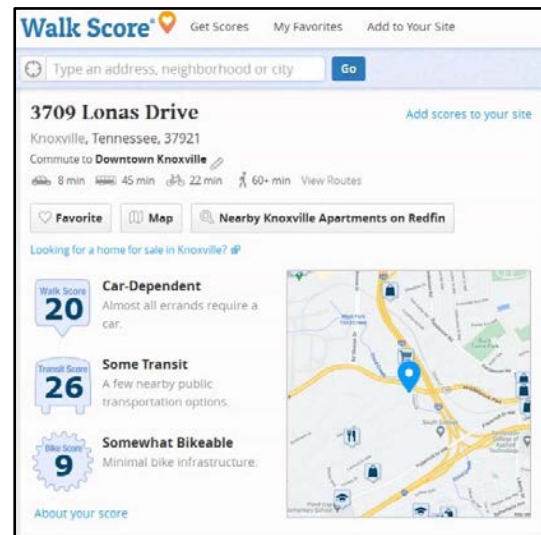 Walk Score®
Get Scores
My Favorites
Add to Your Site
Type an address, neighborhood or city
Go
3709 Lonas Drive
Add scores to your site
Knoxville, Tennessee, 37921
Commute to Downtown Knoxville
8 min 45 min 22 min 60+ min View Routes
Favorite
Map
Nearby Knoxville Apartments on Redfin
Looking for a home for sale in Knoxville?
Walk Score
20
Car-Dependent
Almost all errands require a
car.
Transit Score
26
Some Transit
A few nearby public
transportation options.
Bike Score
9
Somewhat Bikeable
Minimal bike infrastructure.
About your score